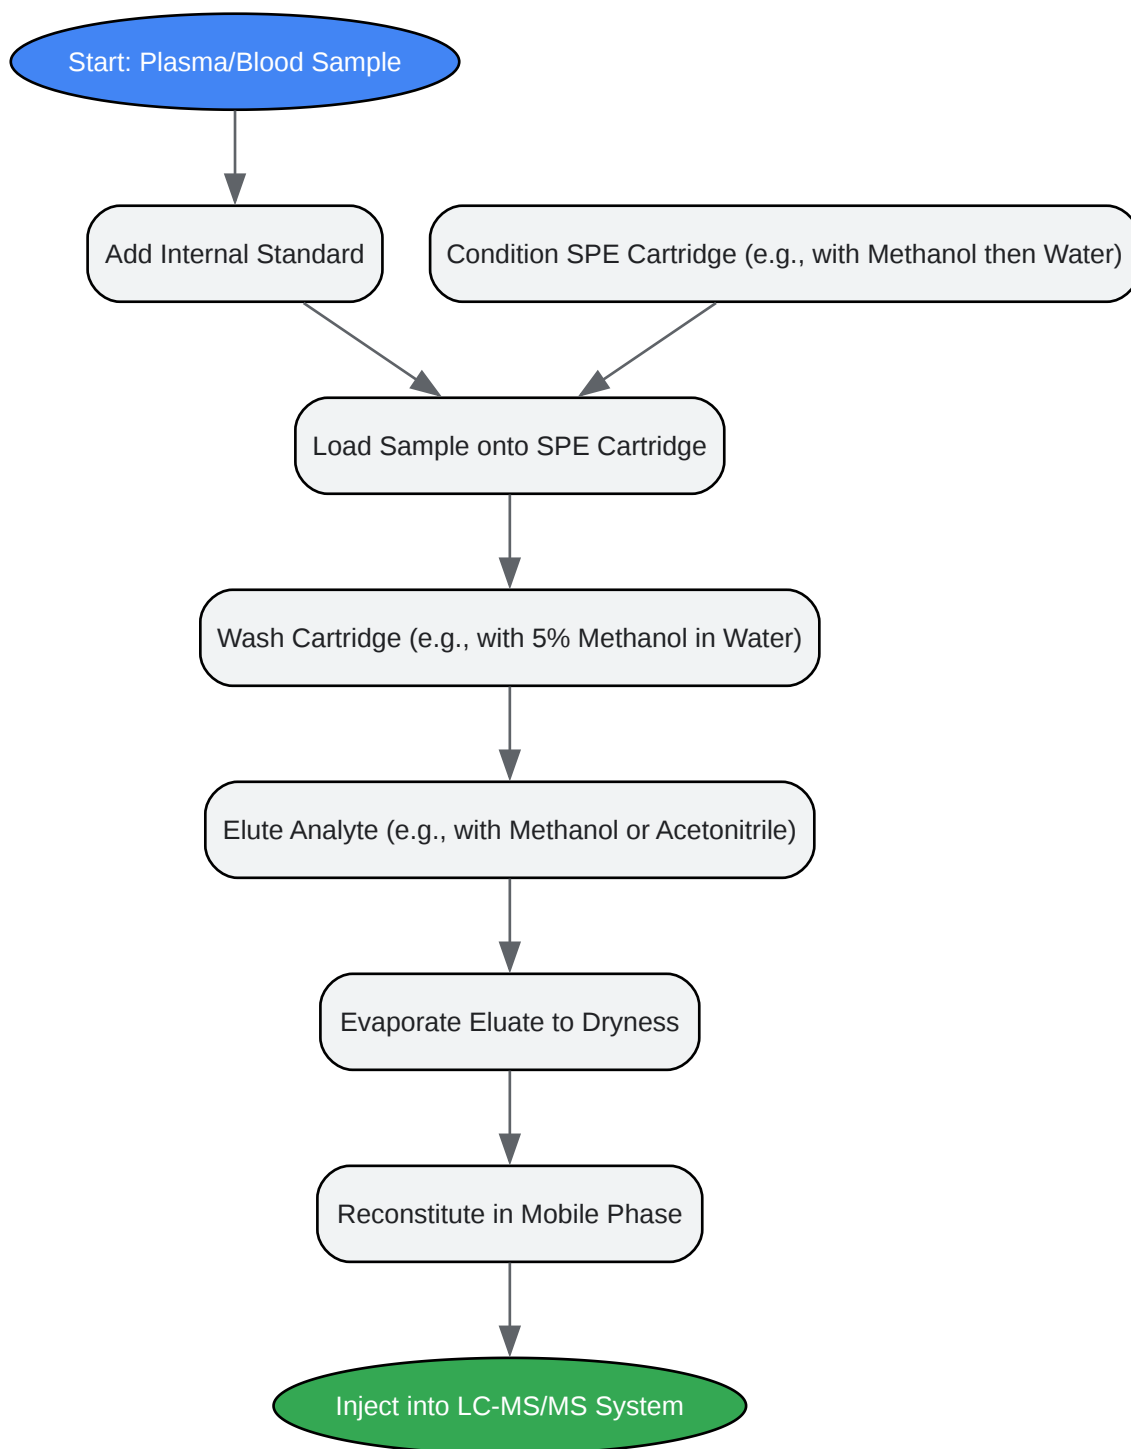 Start: Plasma/Blood Sample
Add Internal Standard
Condition SPE Cartridge (e.g., with Methanol then Water)
Load Sample onto SPE Cartridge
Wash Cartridge (e.g., with 5% Methanol in Water)
Elute Analyte (e.g., with Methanol or Acetonitrile)
Evaporate Eluate to Dryness
Reconstitute in Mobile Phase
Inject into LC-MS/MS System